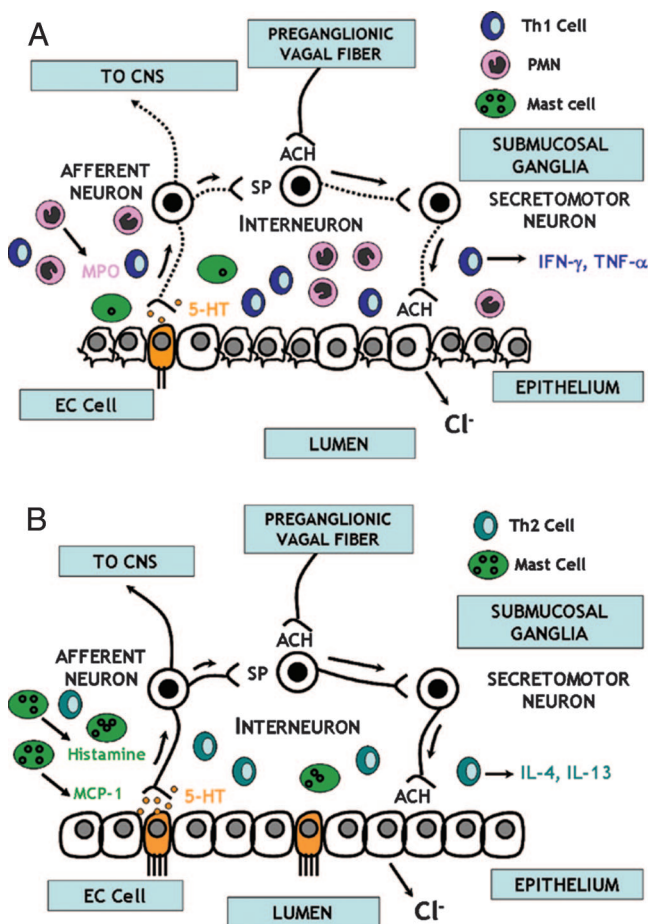 A
PREGANGLIONIC
VAGAL FIBER
Th1 Cell
PMN
Mast cell
TO CNS
SUBMUCOSAL
GANGLIA
ACH
AFFERENT
NEURON
SP
INTERNEURON
SECRETOMOTOR
NEURON
MPO
IFN-γ, TNF-α
5-HT
ACH
EC Cell
EPITHELIUM
Cl-
LUMEN
B
PREGANGLIONIC
VAGAL FIBER
Th2 Cell
Mast Cell
TO CNS
SUBMUCOSAL
GANGLIA
ACH
AFFERENT
NEURON
SP
SECRETOMOTOR
NEURON
INTERNEURON
Histamine
IL-4, IL-13
MCP-1
5-HT
ACH
EC Cell
EPITHELIUM
LUMEN
Cl-